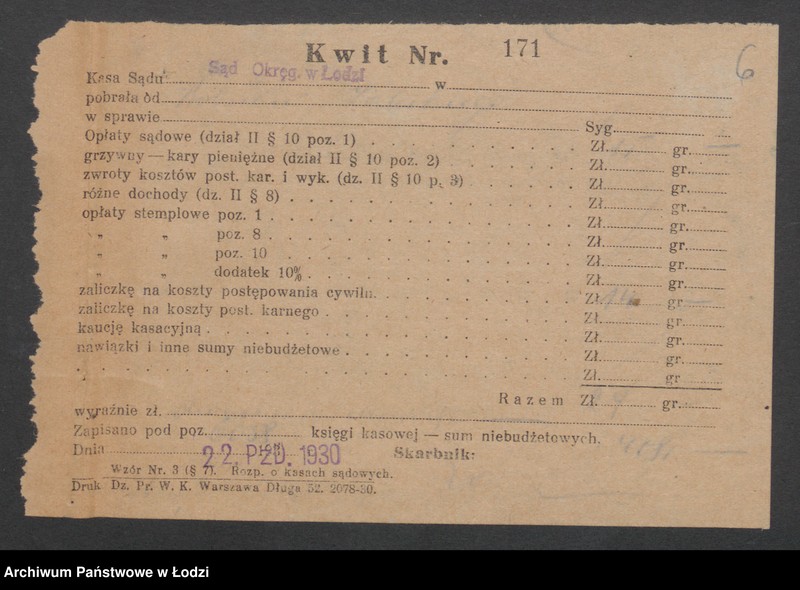 Kwit Nr. 171
6
Kasa Sądu Sąd Okręg. w Łodzi w
pobrała od
w sprawie Syg.
Opłaty sądowe (dział II § 10 poz. 1) Zł. gr.
grzywny — kary pieniężne (dział II § 10 poz. 2) Zł. gr.
zwroty kosztów post. kar. i wyk. (dz. II § 10 p. 3) Zł. gr.
różne dochody (dz. II § 8) Zł. gr.
opłaty stemplowe poz. 1 Zł. gr.
„ „ poz. 8 Zł. gr.
„ „ poz. 10 Zł. gr.
„ „ dodatek 10% Zł. gr.
zaliczkę na koszty postępowania cywiln. Zł. gr
zaliczkę na koszty post. karnego Zł. gr.
kaucję kasacyjną Zł. gr.
nawiązki i inne sumy niebudżetowe Zł. gr.
Zł. gr
Razem Zł. gr.
wyraźnie zł.
Zapisano pod poz. księgi kasowej — sum niebudżetowych.
Dnia 22. PZD. 1930 Skarbnik:
Wzór Nr. 3 (§ 7). Rozp. o kasach sądowych.
Druk Dz. Pr. W. K. Warszawa Długa 52. 2078-30.
Archiwum Państwowe w Łodzi